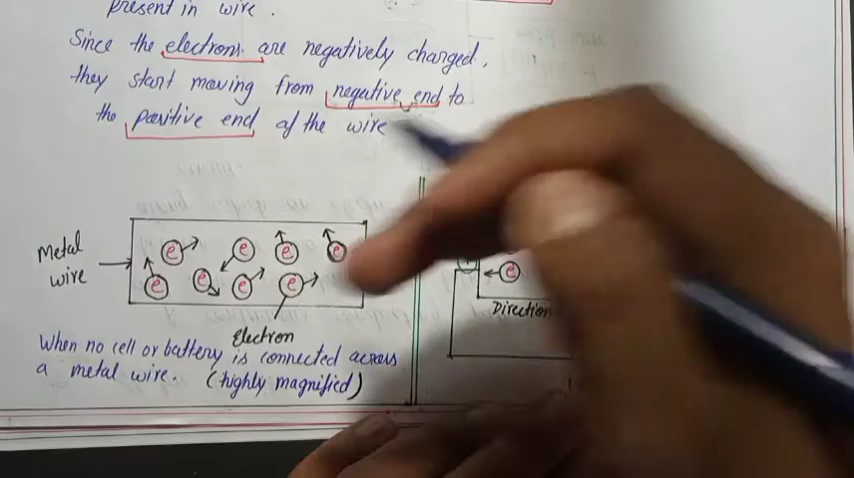 present in wire.
Since the electrons are negatively charged,
they start moving from negative end to
the positive end of the wire
Metal
wire
e e e e
e e e e
Electron
When no cell or battery is connected across
a metal wire. (highly magnified)
+
e
Direction